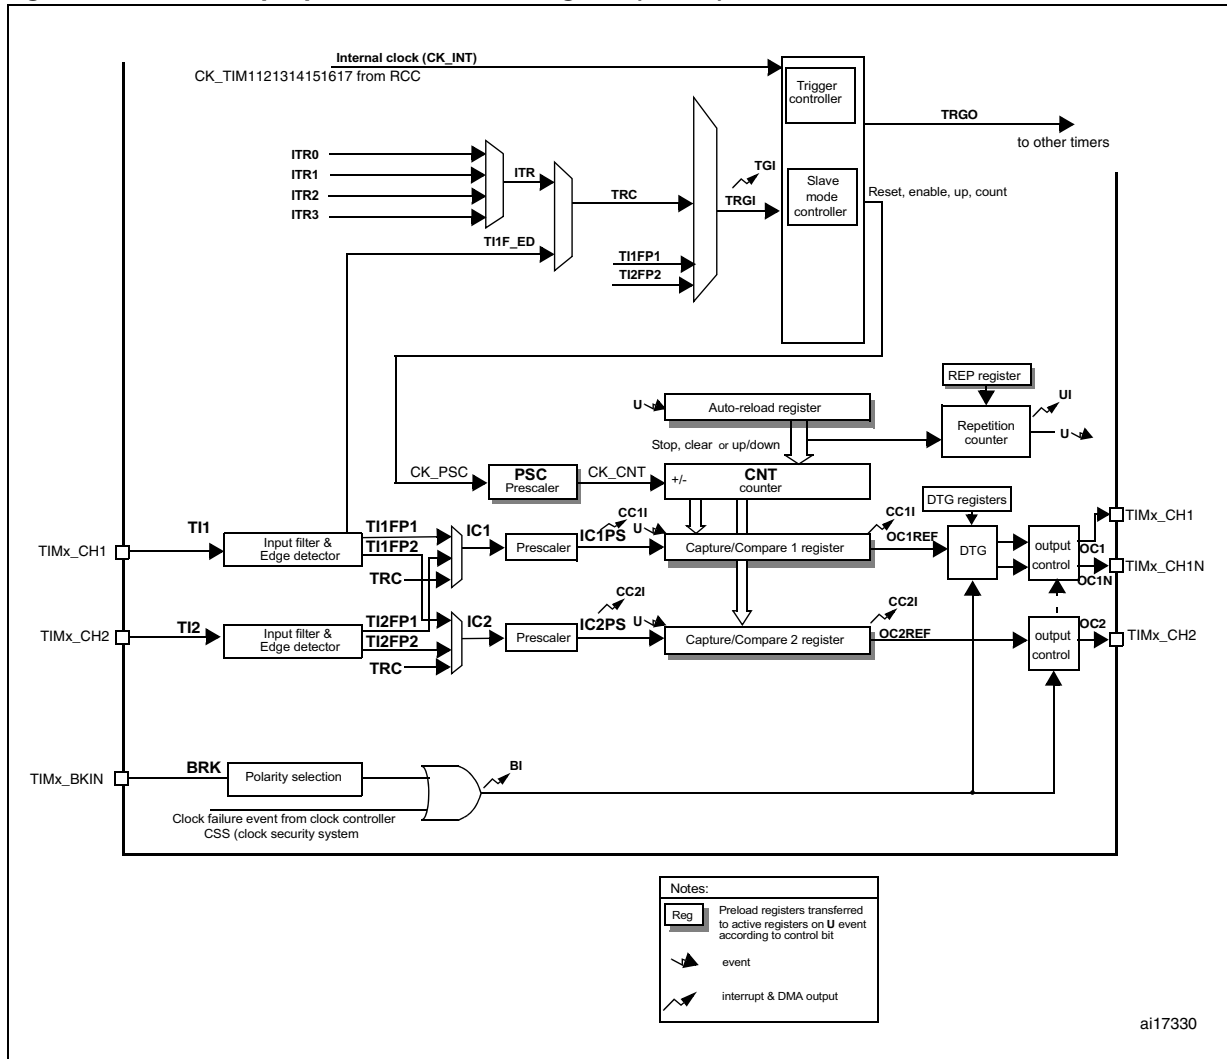 Internal clock (CK_INT)
CK_TIM1121314151617 from RCC
Trigger
controller
TRGO
to other timers
ITR0
ITR1
ITR2
ITR3
ITR
TRC
TGI
TRGI
Slave
mode
controller
Reset, enable, up, count
TI1F_ED
TI1FP1
TI2FP2
REP register
UI
U
Auto-reload register
Repetition
counter
U
Stop, clear or up/down
CK_PSC
PSC
Prescaler
CK_CNT
+/-
CNT
counter
DTG registers
TIMx_CH1
TI1
Input filter &
Edge detector
TI1FP1
TI1FP2
TRC
IC1
Prescaler
IC1PS
CC1I
U
Capture/Compare 1 register
CC1I
OC1REF
DTG
output
control
OC1
OC1N
TIMx_CH1
TIMx_CH1N
TIMx_CH2
TI2
Input filter &
Edge detector
TI2FP1
TI2FP2
TRC
IC2
Prescaler
IC2PS
CC2I
U
Capture/Compare 2 register
CC2I
OC2REF
output
control
OC2
TIMx_CH2
TIMx_BKIN
BRK
Polarity selection
BI
Clock failure event from clock controller
CSS (clock security system
Notes:
Reg
Preload registers transferred
to active registers on U event
according to control bit
event
interrupt & DMA output
ai17330